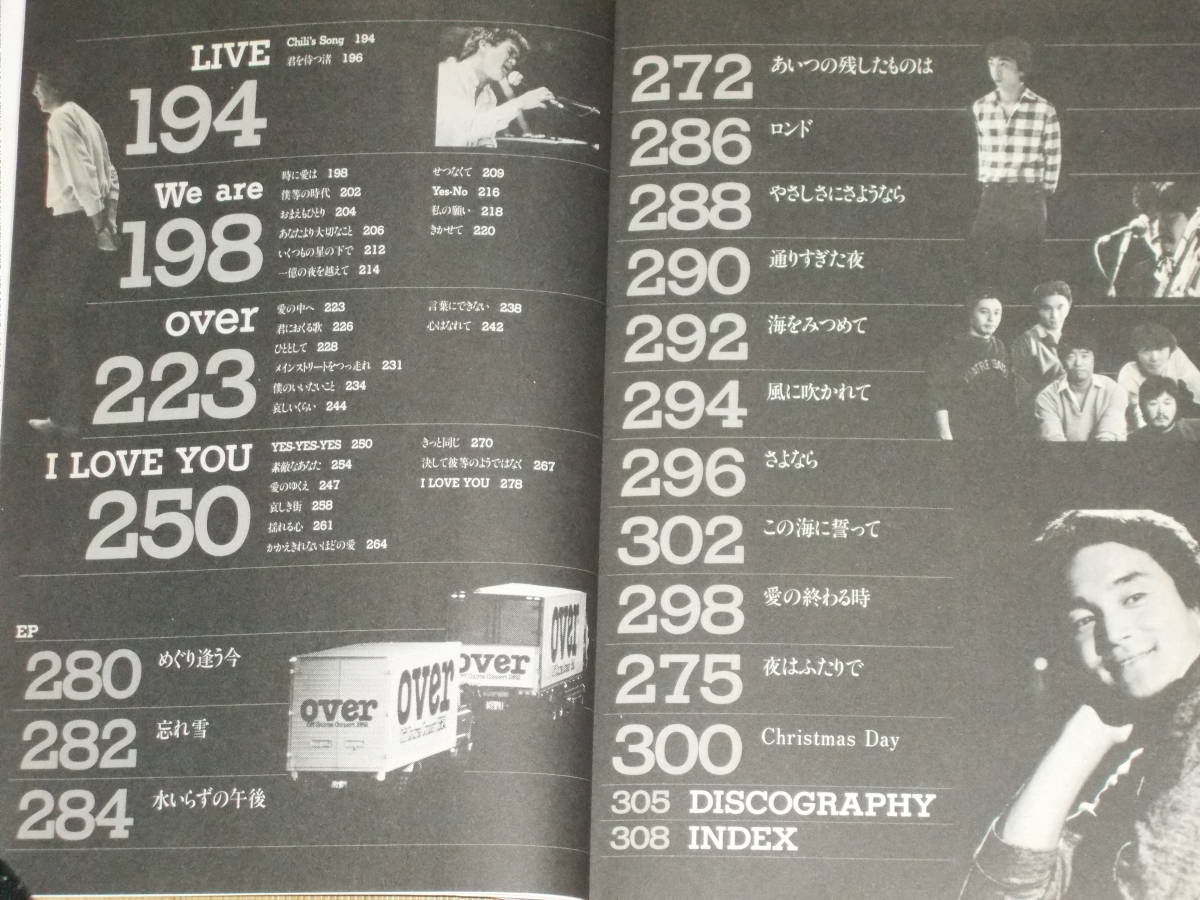 LIVE
194
Chili's Song 194
君を待つ渚 196
We are
198
時に愛は 198
僕等の時代 202
おまえもひとり 204
あなたより大切なこと 206
いくつもの星の下で 212
一億の夜を越えて 214
せつなくて 209
Yes-No 216
私の願い 218
きかせて 220
over
223
愛の中へ 223
君におくる歌 226
ひととして 228
メインストリートをつっ走れ 231
僕のいいたいこと 234
哀しいくらい 244
言葉にできない 238
心はなれて 242
I LOVE YOU
250
YES-YES-YES 250
素敵なあなた 254
愛のゆくえ 247
哀しき街 258
揺れる心 261
かかえきれないほどの愛 264
きっと同じ 270
決して彼等のようではなく 267
I LOVE YOU 278
EP
280 めぐり逢う今
282 忘れ雪
284 水いらずの午後
over
Off Course Concert 1982
over
Off Course Concert 1982
over
over
272 あいつの残したものは
286 ロンド
288 やさしさにさようなら
290 通りすぎた夜
292 海をみつめて
294 風に吹かれて
296 さよなら
302 この海に誓って
298 愛の終わる時
275 夜はふたりで
300 Christmas Day
305 DISCOGRAPHY
308 INDEX